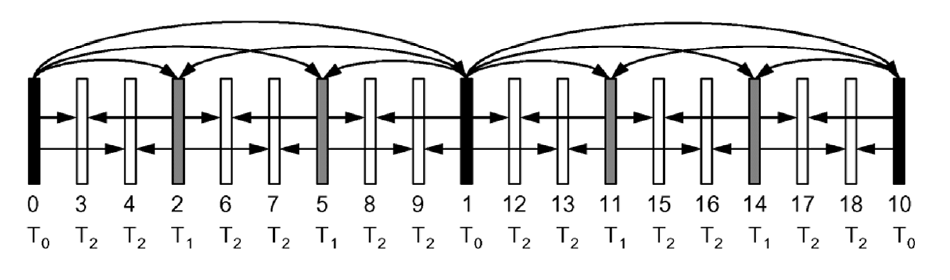 0 3 4 2 6 7 5 8 9 1 12 13 11 15 16 14 17 18 10
T₀ T₂ T₂ T₁ T₂ T₂ T₁ T₂ T₂ T₀ T₂ T₂ T₁ T₂ T₂ T₁ T₂ T₂ T₀